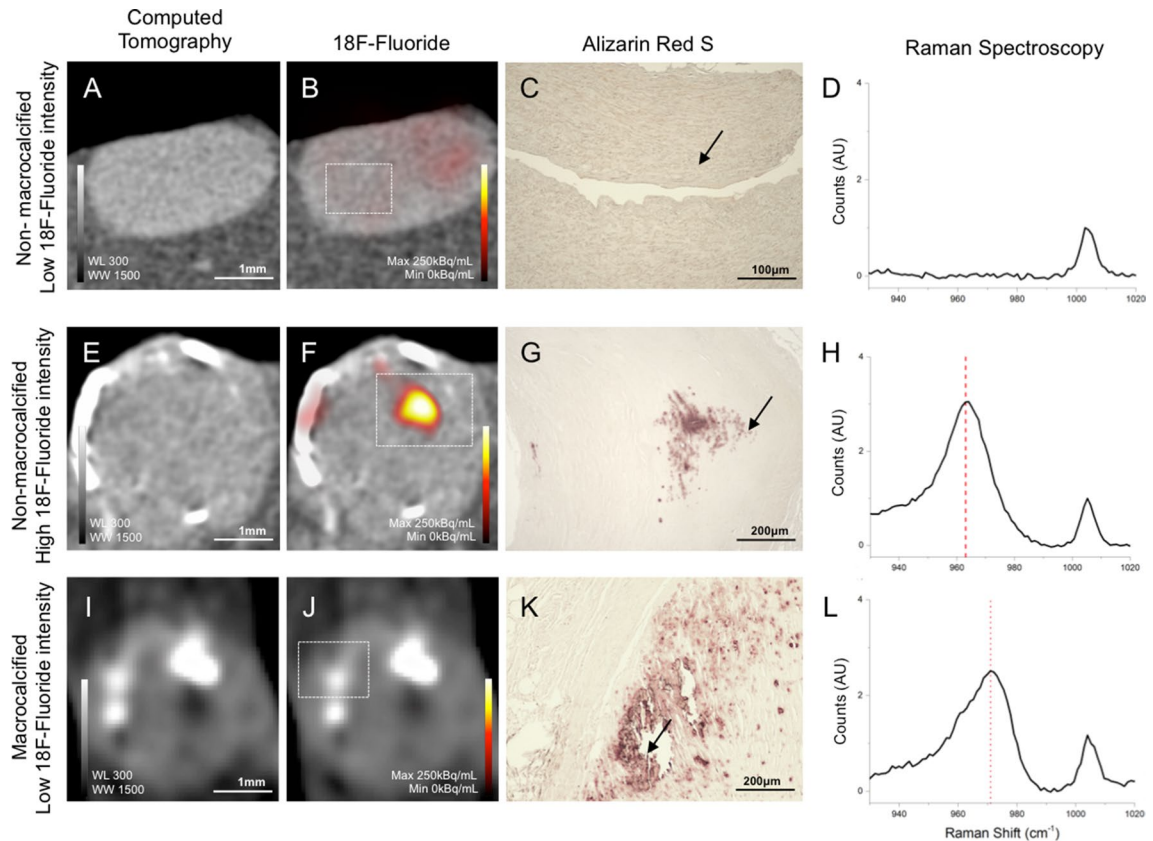 Computed
Tomography
18F-Fluoride
Alizarin Red S
Raman Spectroscopy
Non- macrocalcified
Low 18F-Fluoride intensity
A
WL 300
WW 1500
1mm
B
Max 250kBq/mL
Min 0kBq/mL
C
100µm
D
Counts (AU)
4
2
0
940 960 980 1000 1020
Non-macrocalcified
High 18F-Fluoride intensity
E
WL 300
WW 1500
1mm
F
Max 250kBq/mL
Min 0kBq/mL
G
200µm
H
Counts (AU)
4
2
0
940 960 980 1000 1020
Macrocalcified
Low 18F-Fluoride intensity
I
WL 300
WW 1500
1mm
J
Max 250kBq/mL
Min 0kBq/mL
K
200µm
L
Counts (AU)
4
2
0
940 960 980 1000 1020
Raman Shift (cm⁻¹)